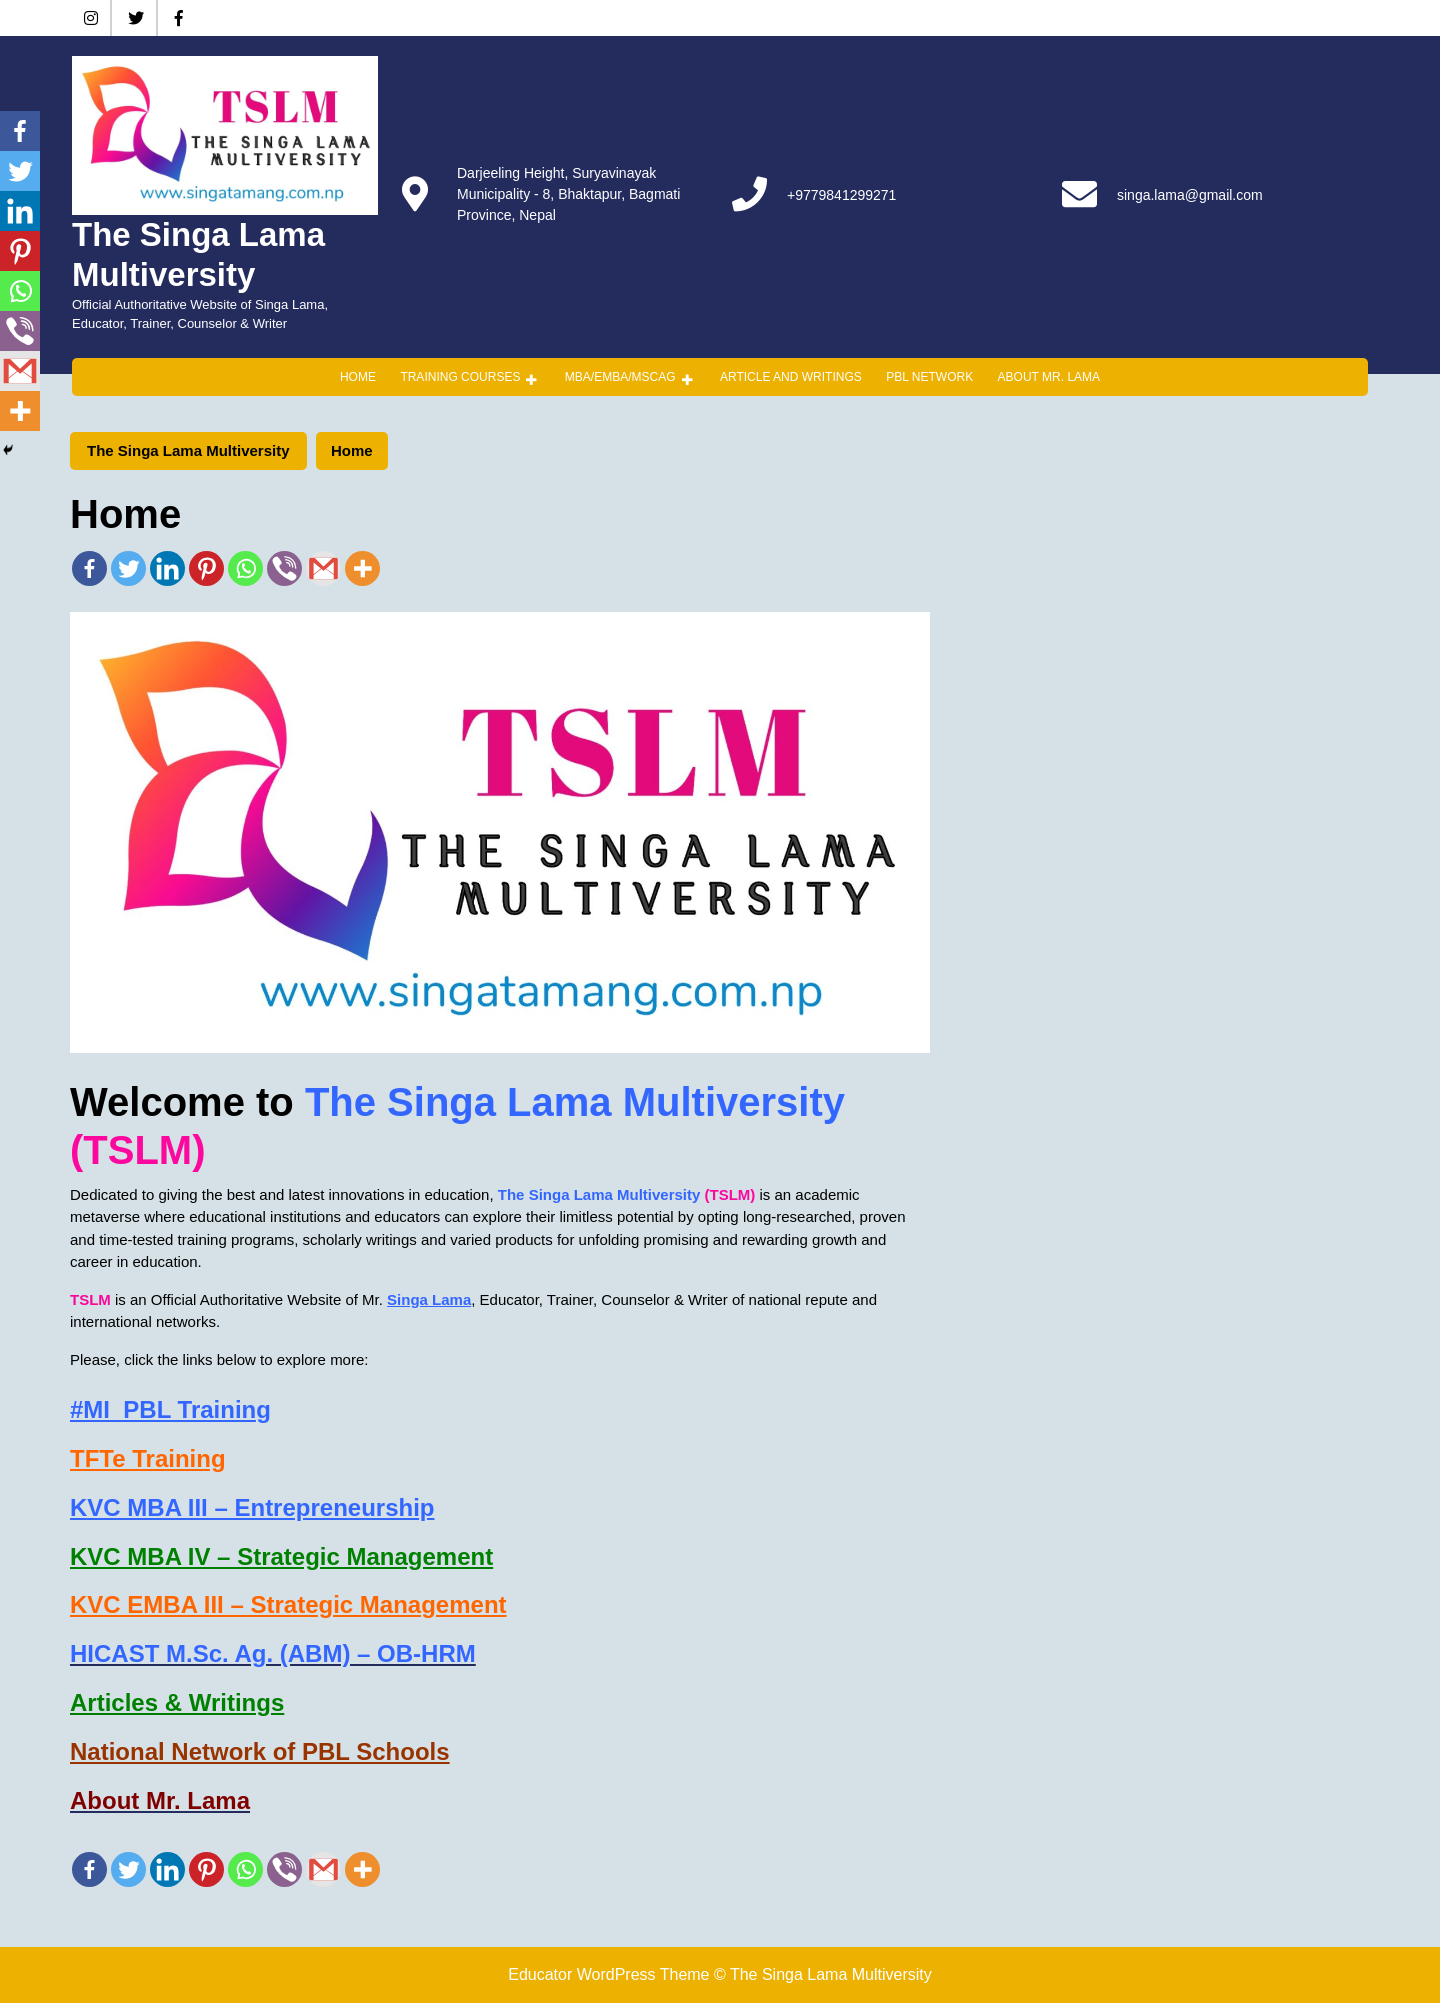 TSLM
THE SINGA LAMA
MULTIVERSITY
www.singatamang.com.np
The Singa Lama
Multiversity
Official Authoritative Website of Singa Lama,
Educator, Trainer, Counselor & Writer
Darjeeling Height, Suryavinayak
Municipality - 8, Bhaktapur, Bagmati
Province, Nepal
+9779841299271
singa.lama@gmail.com
HOME TRAINING COURSES MBA/EMBA/MSCAG ARTICLE AND WRITINGS PBL NETWORK ABOUT MR. LAMA
The Singa Lama Multiversity Home
Home
TSLM
THE SINGA LAMA
MULTIVERSITY
www.singatamang.com.np
Welcome to The Singa Lama Multiversity
(TSLM)
Dedicated to giving the best and latest innovations in education, The Singa Lama Multiversity (TSLM) is an academic
metaverse where educational institutions and educators can explore their limitless potential by opting long-researched, proven
and time-tested training programs, scholarly writings and varied products for unfolding promising and rewarding growth and
career in education.
TSLM is an Official Authoritative Website of Mr. Singa Lama, Educator, Trainer, Counselor & Writer of national repute and
international networks.
Please, click the links below to explore more:
#MI_PBL Training
TFTe Training
KVC MBA III – Entrepreneurship
KVC MBA IV – Strategic Management
KVC EMBA III – Strategic Management
HICAST M.Sc. Ag. (ABM) – OB-HRM
Articles & Writings
National Network of PBL Schools
About Mr. Lama
Educator WordPress Theme © The Singa Lama Multiversity